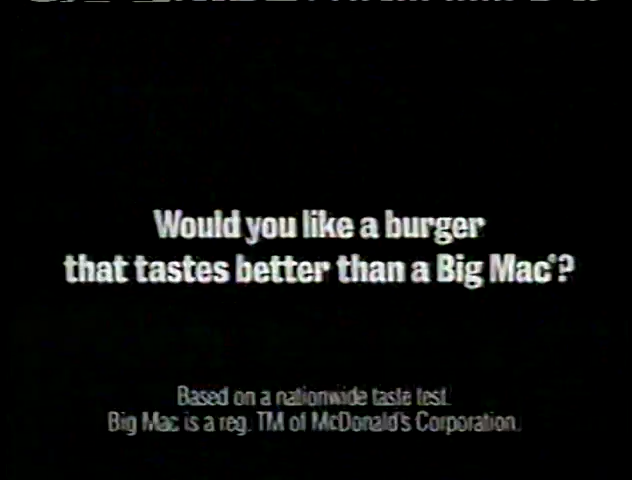 Would you like a burger
that tastes better than a Big Mac®?
Based on a nationwide taste test.
Big Mac is a reg. TM of McDonald's Corporation.